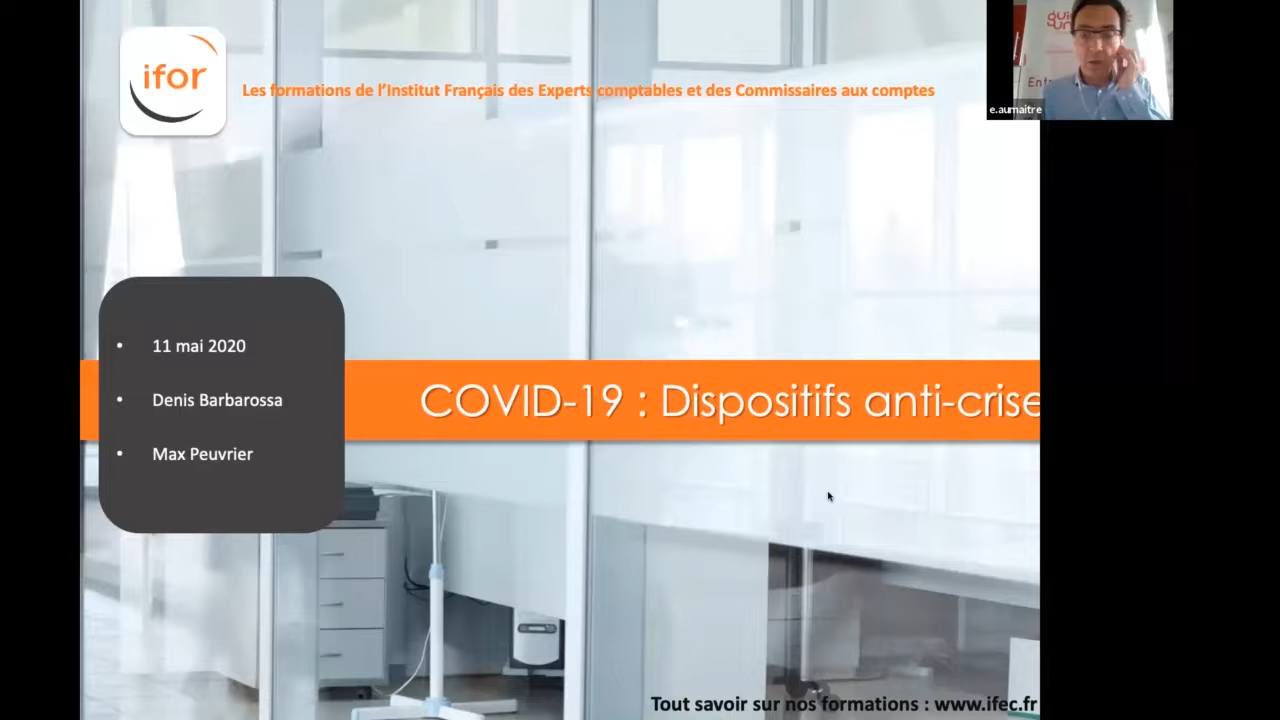 ifor
Les formations de l'Institut Français des Experts comptables et des Commissaires aux comptes
e.aumaitre
• 11 mai 2020
• Denis Barbarossa
• Max Peuvrier
COVID-19 : Dispositifs anti-crise
Tout savoir sur nos formations : www.ifec.fr